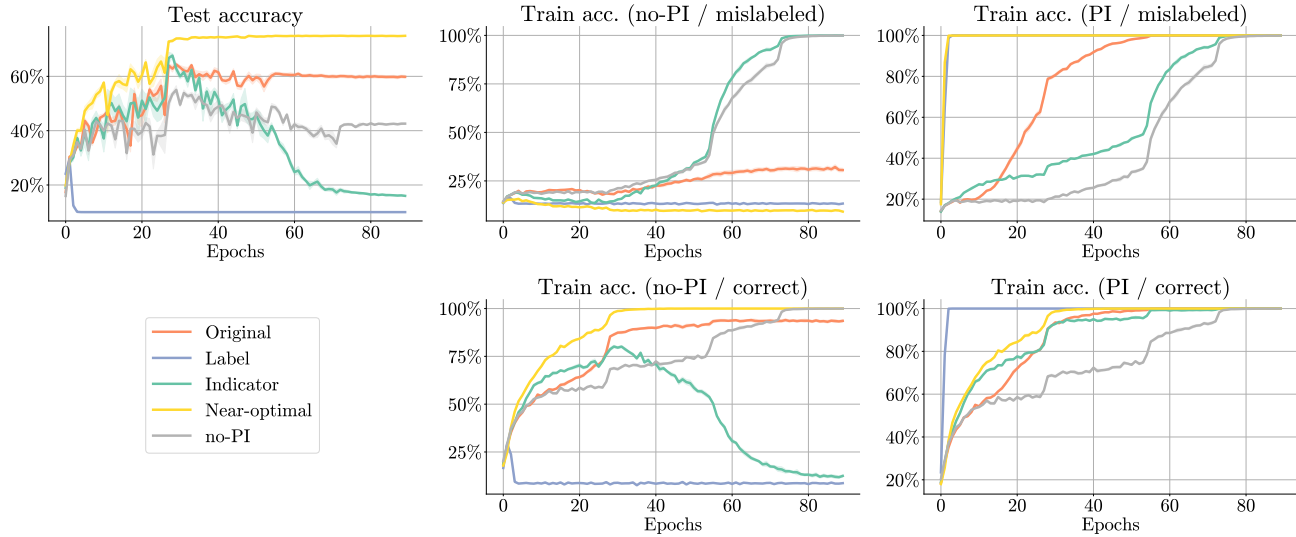 Test accuracy
60%
40%
20%
0 20 40 60 80
Epochs
Train acc. (no-PI / mislabeled)
100%
75%
50%
25%
0 20 40 60 80
Epochs
Train acc. (PI / mislabeled)
100%
80%
60%
40%
20%
0 20 40 60 80
Epochs
Original
Label
Indicator
Near-optimal
no-PI
Train acc. (no-PI / correct)
100%
75%
50%
25%
0 20 40 60 80
Epochs
Train acc. (PI / correct)
100%
80%
60%
40%
20%
0 20 40 60 80
Epochs